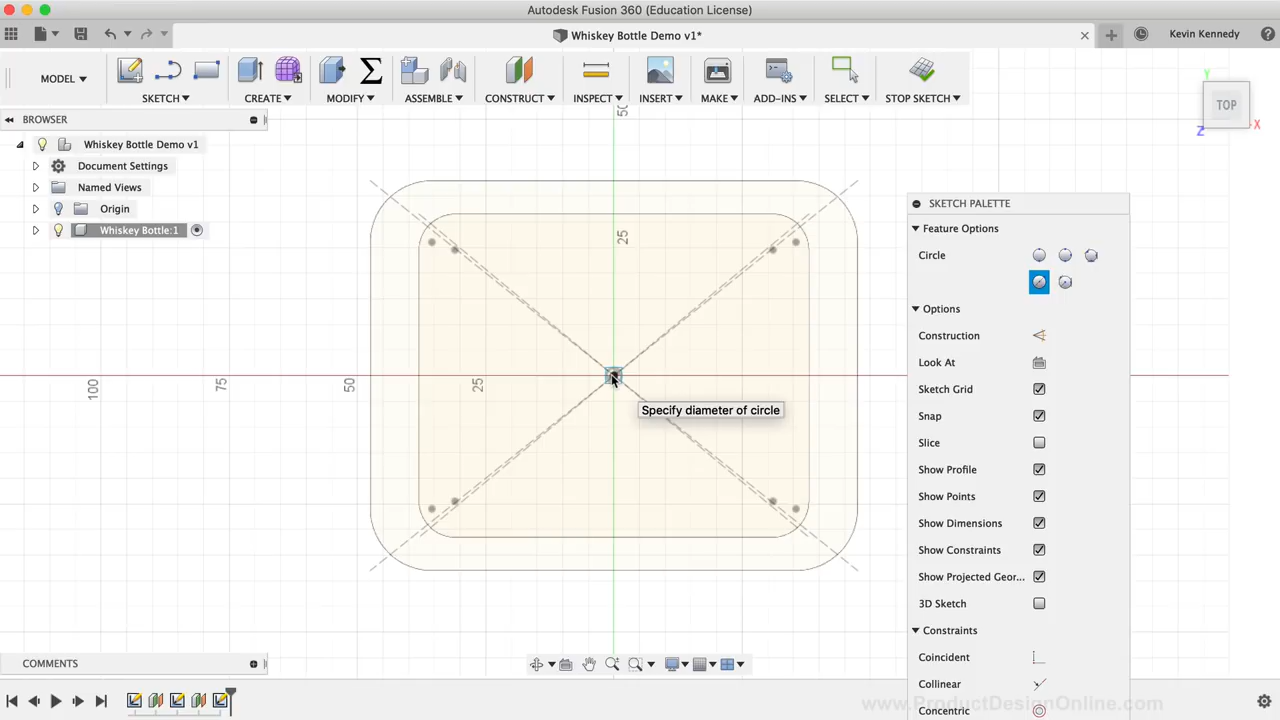 Autodesk Fusion 360 (Education License)
Whiskey Bottle Demo v1*
Kevin Kennedy
MODEL
SKETCH
CREATE
MODIFY
ASSEMBLE
CONSTRUCT
INSPECT
INSERT
MAKE
ADD-INS
SELECT
STOP SKETCH
BROWSER
Whiskey Bottle Demo v1
Document Settings
Named Views
Origin
Whiskey Bottle:1
Y
TOP
X
Z
50
25
100
75
50
25
Specify diameter of circle
SKETCH PALETTE
Feature Options
Circle
Options
Construction
Look At
Sketch Grid
Snap
Slice
Show Profile
Show Points
Show Dimensions
Show Constraints
Show Projected Geor...
3D Sketch
Constraints
Coincident
Collinear
Concentric
COMMENTS
www.ProductDesignOnline.com